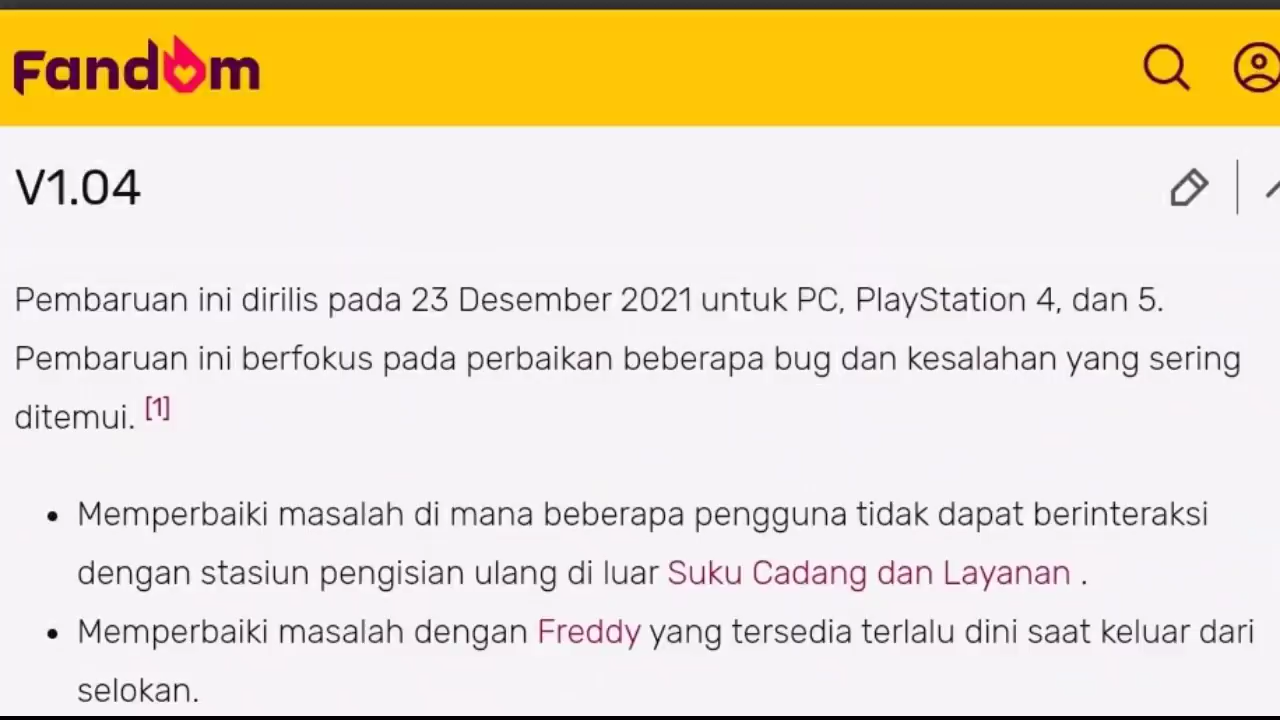 Fandom
V1.04
Pembaruan ini dirilis pada 23 Desember 2021 untuk PC, PlayStation 4, dan 5.
Pembaruan ini berfokus pada perbaikan beberapa bug dan kesalahan yang sering
ditemui. [1]
• Memperbaiki masalah di mana beberapa pengguna tidak dapat berinteraksi
dengan stasiun pengisian ulang di luar Suku Cadang dan Layanan .
• Memperbaiki masalah dengan Freddy yang tersedia terlalu dini saat keluar dari
selokan.